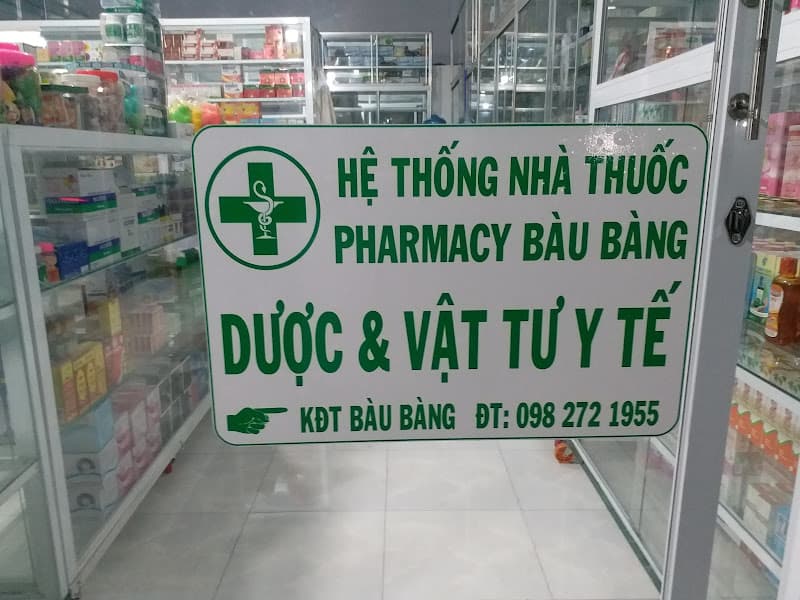 HỆ THỐNG NHÀ THUỐC
PHARMACY BÀU BÀNG
DƯỢC & VẬT TƯ Y TẾ
KĐT BÀU BÀNG ĐT: 098 272 1955